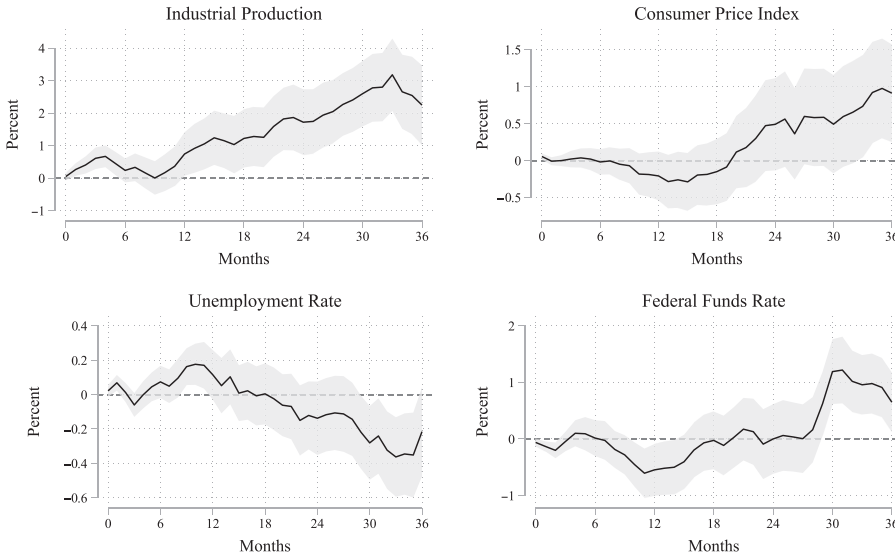 Industrial Production
4
3
2
1
0
−1
Percent
0 6 12 18 24 30 36
Months
Consumer Price Index
1.5
1
0.5
0
−0.5
Percent
0 6 12 18 24 30 36
Months
Unemployment Rate
0.4
0.2
0
−0.2
−0.4
−0.6
Percent
0 6 12 18 24 30 36
Months
Federal Funds Rate
2
1
0
−1
Percent
0 6 12 18 24 30 36
Months